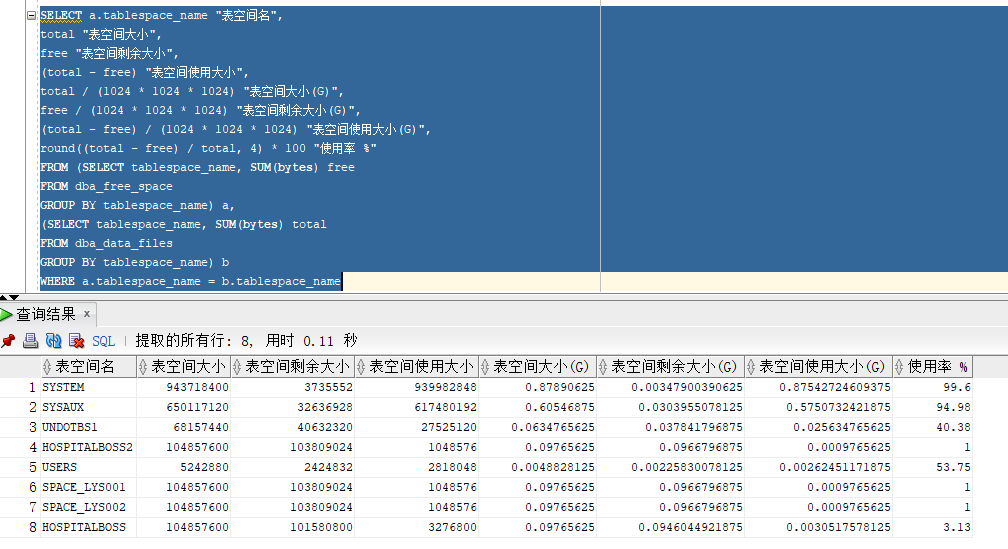 SELECT a.tablespace_name "表空间名",
total "表空间大小",
free "表空间剩余大小",
(total - free) "表空间使用大小",
total / (1024 * 1024 * 1024) "表空间大小(G)",
free / (1024 * 1024 * 1024) "表空间剩余大小(G)",
(total - free) / (1024 * 1024 * 1024) "表空间使用大小(G)",
round((total - free) / total, 4) * 100 "使用率 %"
FROM (SELECT tablespace_name, SUM(bytes) free
FROM dba_free_space
GROUP BY tablespace_name) a,
(SELECT tablespace_name, SUM(bytes) total
FROM dba_data_files
GROUP BY tablespace_name) b
WHERE a.tablespace_name = b.tablespace_name
查询结果 x
SQL | 提取的所有行: 8, 用时 0.11 秒
表空间名 表空间大小 表空间剩余大小 表空间使用大小 表空间大小(G) 表空间剩余大小(G) 表空间使用大小(G) 使用率 %
1 SYSTEM 943718400 3735552 939982848 0.87890625 0.00347900390625 0.87542724609375 99.6
2 SYSAUX 650117120 32636928 617480192 0.60546875 0.0303955078125 0.5750732421875 94.98
3 UNDOTBS1 68157440 40632320 27525120 0.0634765625 0.037841796875 0.025634765625 40.38
4 HOSPITALBOSS2 104857600 103809024 1048576 0.09765625 0.0966796875 0.0009765625 1
5 USERS 5242880 2424832 2818048 0.0048828125 0.00225830078125 0.00262451171875 53.75
6 SPACE_LYS001 104857600 103809024 1048576 0.09765625 0.0966796875 0.0009765625 1
7 SPACE_LYS002 104857600 103809024 1048576 0.09765625 0.0966796875 0.0009765625 1
8 HOSPITALBOSS 104857600 101580800 3276800 0.09765625 0.0946044921875 0.0030517578125 3.13